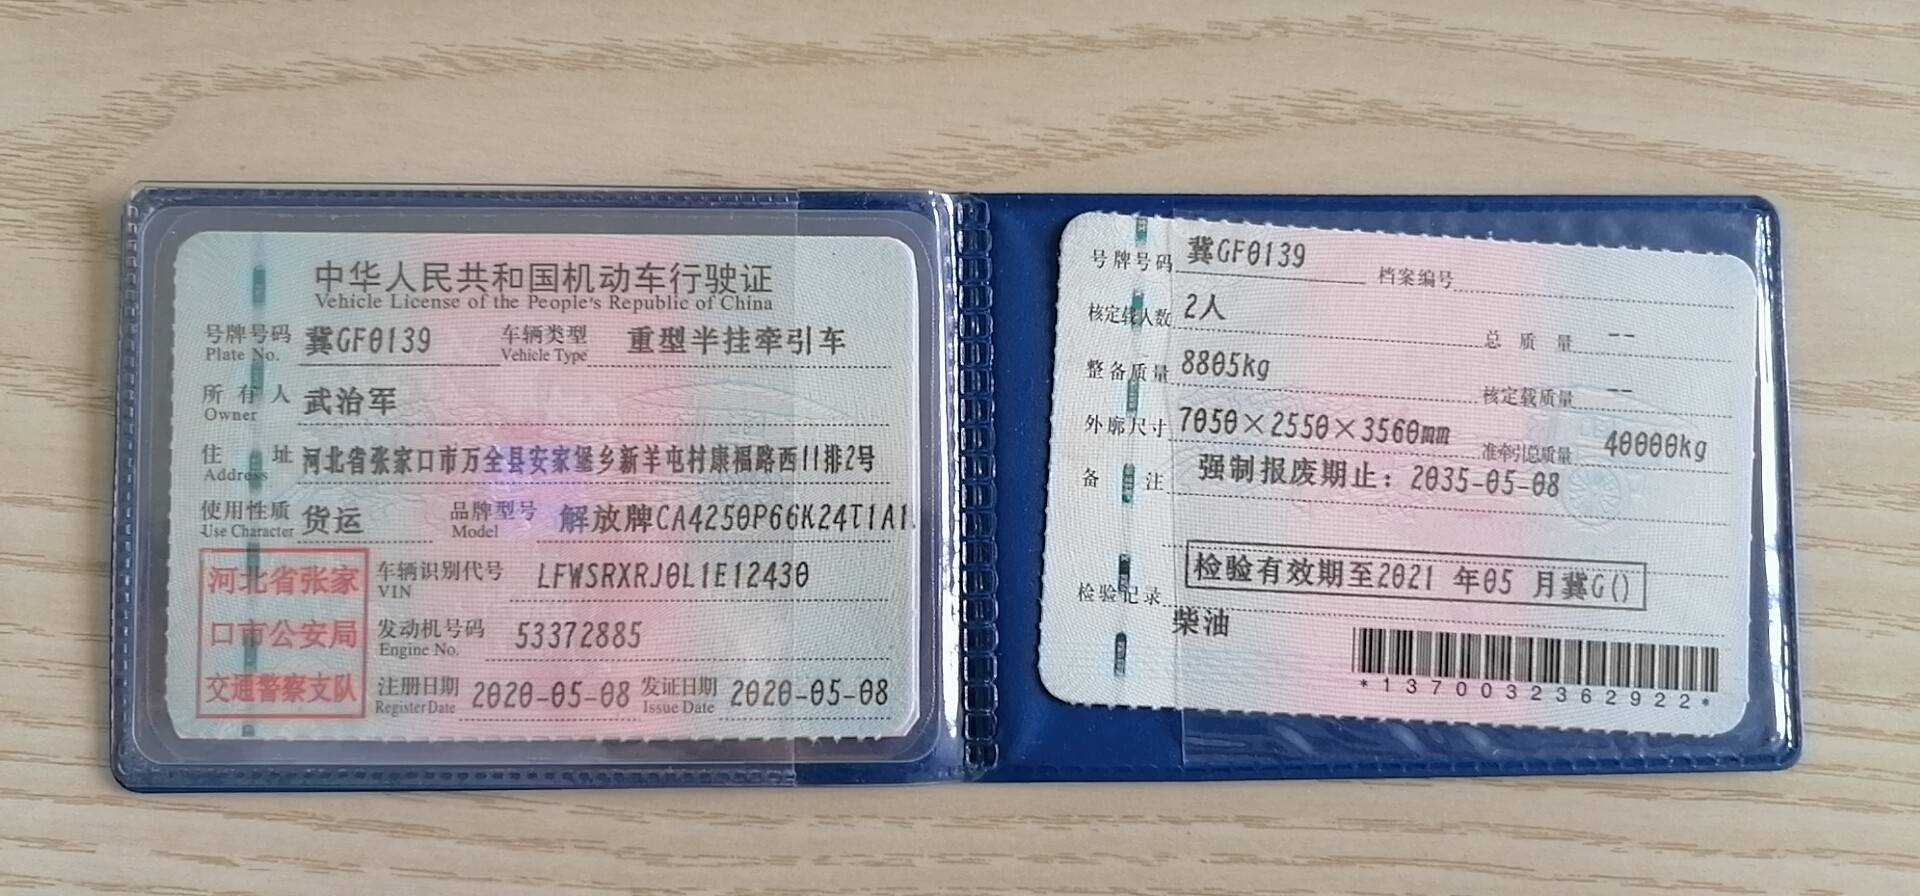 中华人民共和国机动车行驶证
Vehicle License of the People's Republic of China
号牌号码 冀GF0139 车辆类型 重型半挂牵引车
Plate No. Vehicle Type
所有人 武治军
Owner
住址 河北省张家口市万全县安家堡乡新羊屯村康福路西11排2号
Address
使用性质 货运 品牌型号 解放牌CA4250P66K24T1A1
Use Character Model
河北省张家
口市公安局
交通警察支队
车辆识别代号 LFWSRXRJ0L1E12430
VIN
发动机号码 53372885
Engine No.
注册日期 2020-05-08 发证日期 2020-05-08
Register Date Issue Date
号牌号码 冀GF0139 档案编号
核定载人数 2人 总质量 --
整备质量 8805kg 核定载质量 --
外廓尺寸 7050×2550×3560mm 准牵引总质量 40000kg
备注 强制报废期止：2035-05-08
检验有效期至2021 年05 月冀G()
检验记录
柴油
*1370032362922*